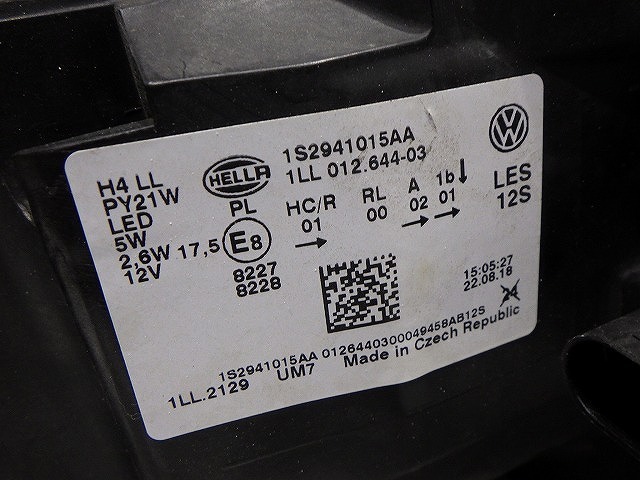 1S2941015AA
1LL 012.644-03
HELLA
VW
H4 LL
PY21W
LED
5W
2,6W
12V
PL
17,5 E8
8227
8228
HC/R RL A 1b ↓
01 00 02 01
→ → →
LES
12S
15:05:27
22.08.18
24
1S2941015AA 0126440300049458AB12S
1LL.2129 UM7 Made in Czech Republic